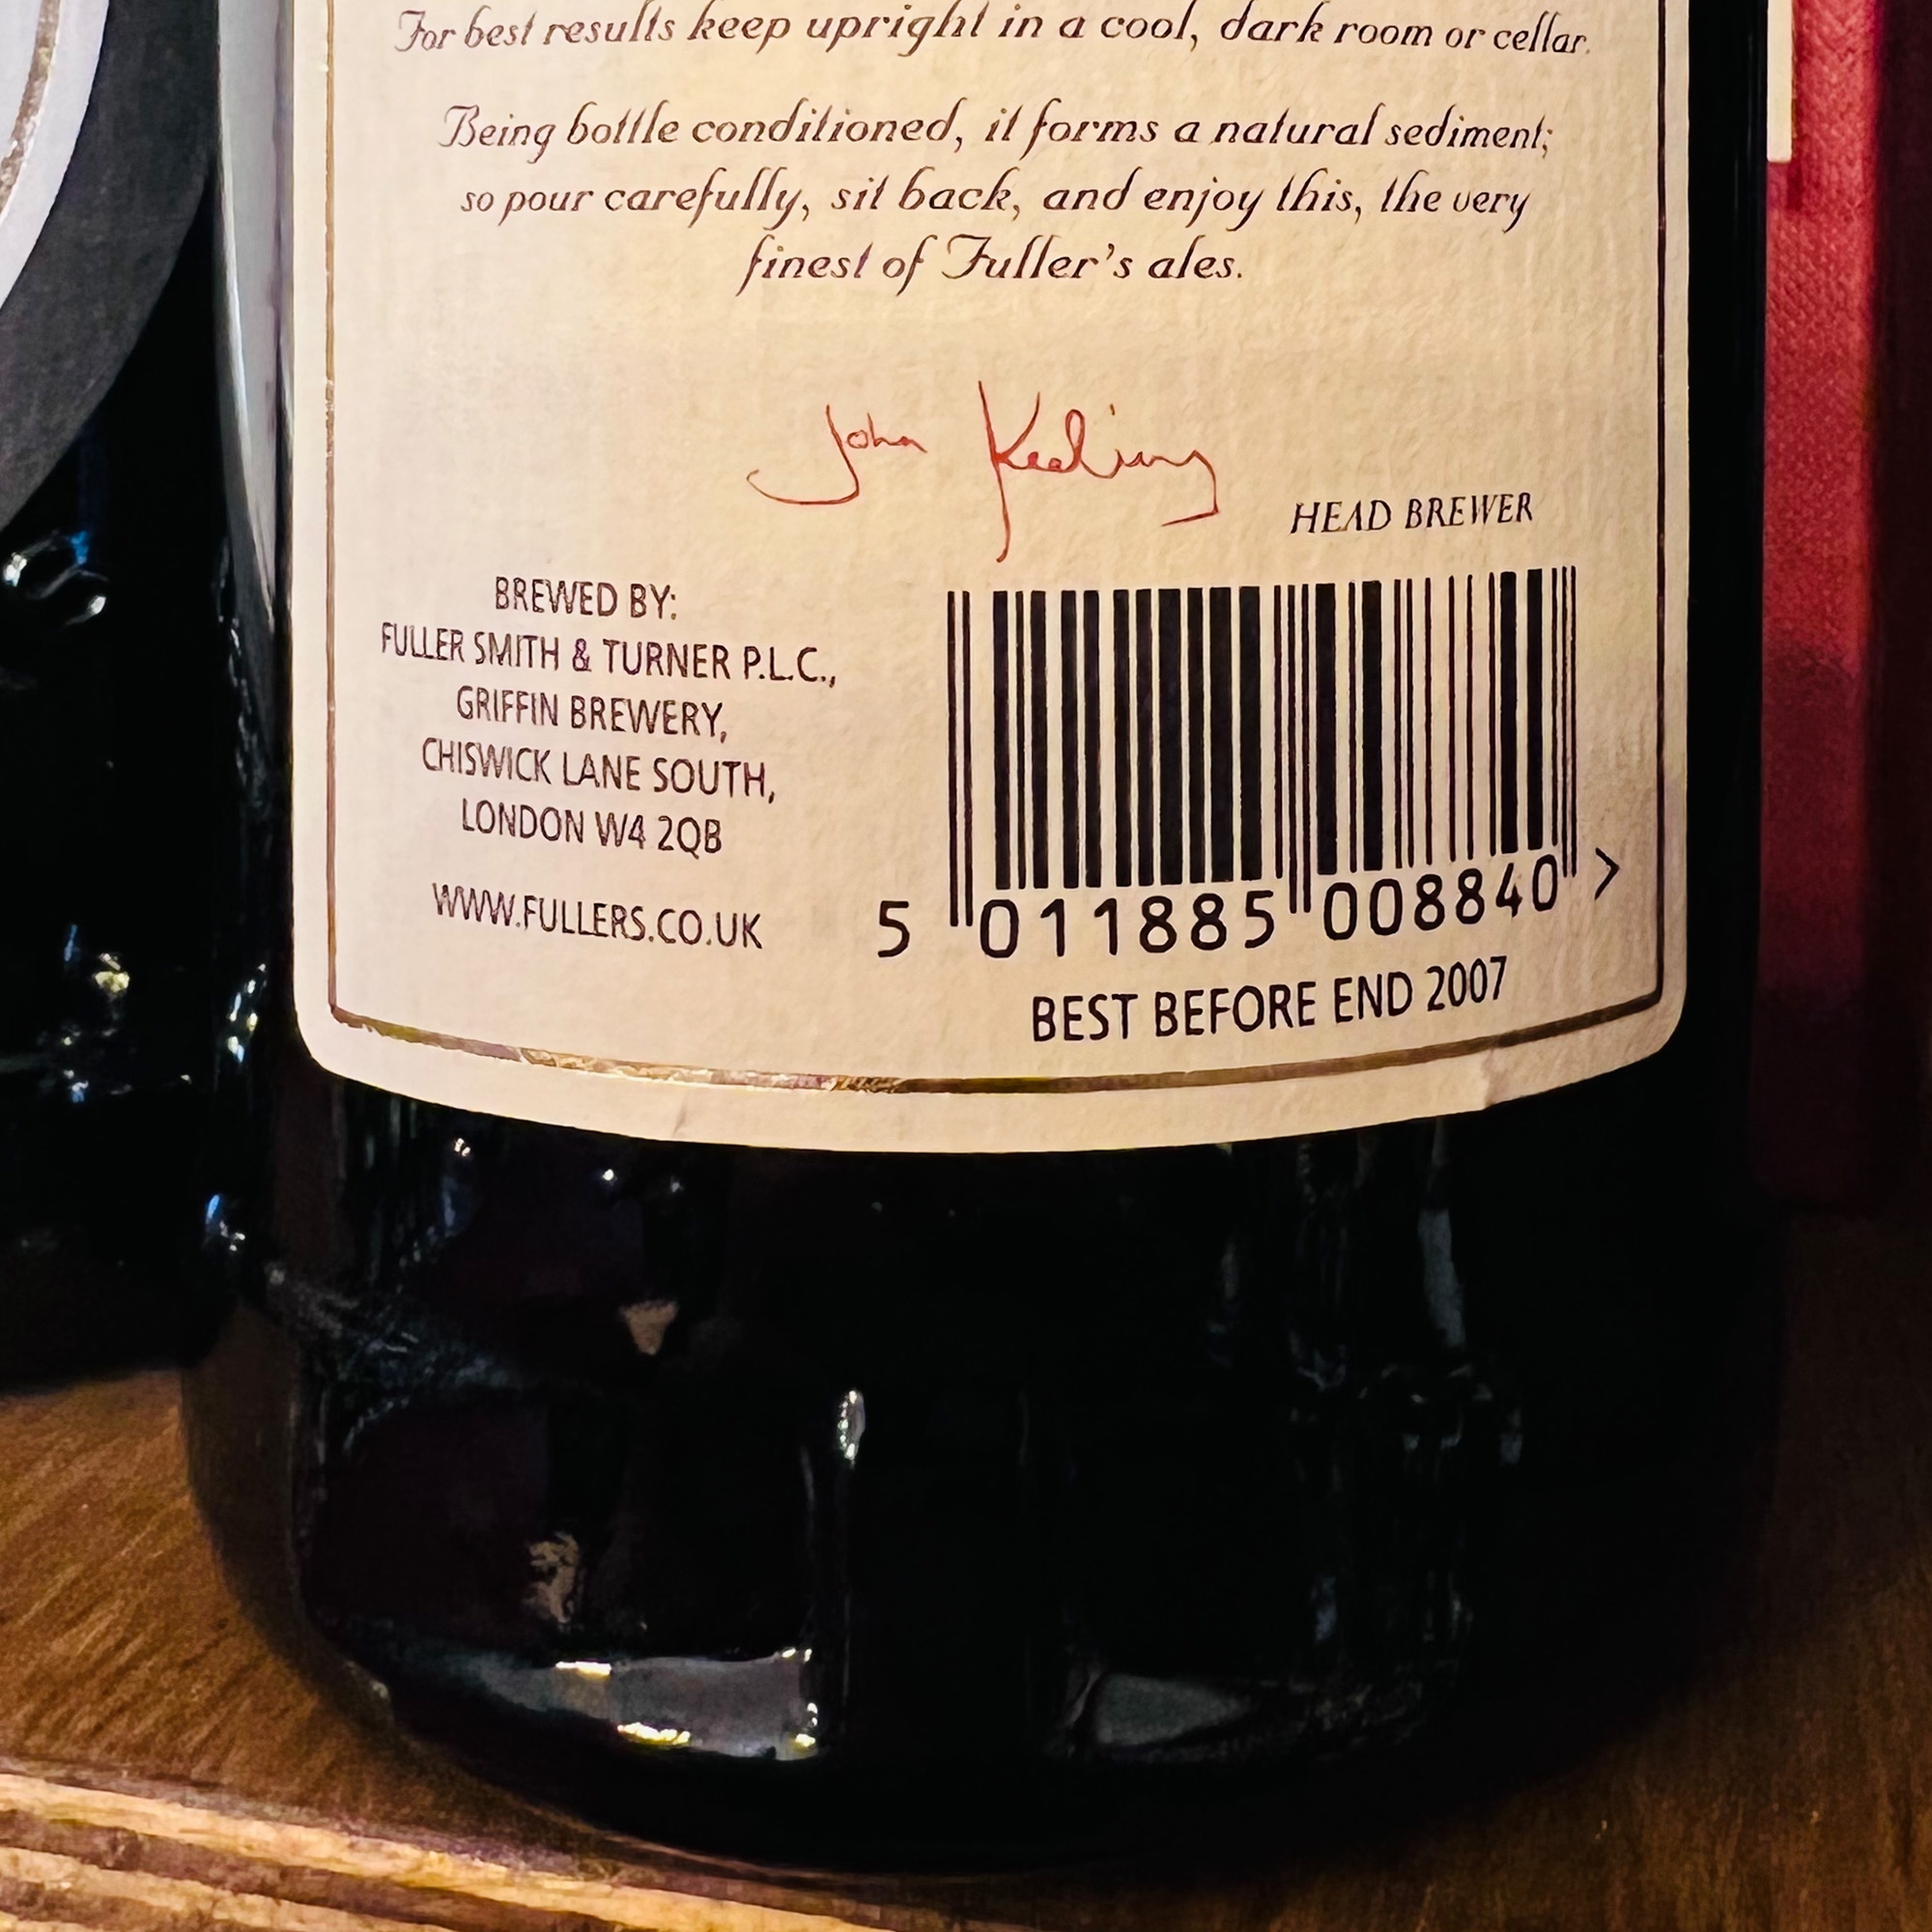 For best results keep upright in a cool, dark room or cellar.
Being bottle conditioned, it forms a natural sediment;
so pour carefully, sit back, and enjoy this, the very
finest of Fuller's ales.
John Keeling
HEAD BREWER
BREWED BY:
FULLER SMITH & TURNER P.L.C.,
GRIFFIN BREWERY,
CHISWICK LANE SOUTH,
LONDON W4 2QB
WWW.FULLERS.CO.UK
5 011885 008840 >
BEST BEFORE END 2007